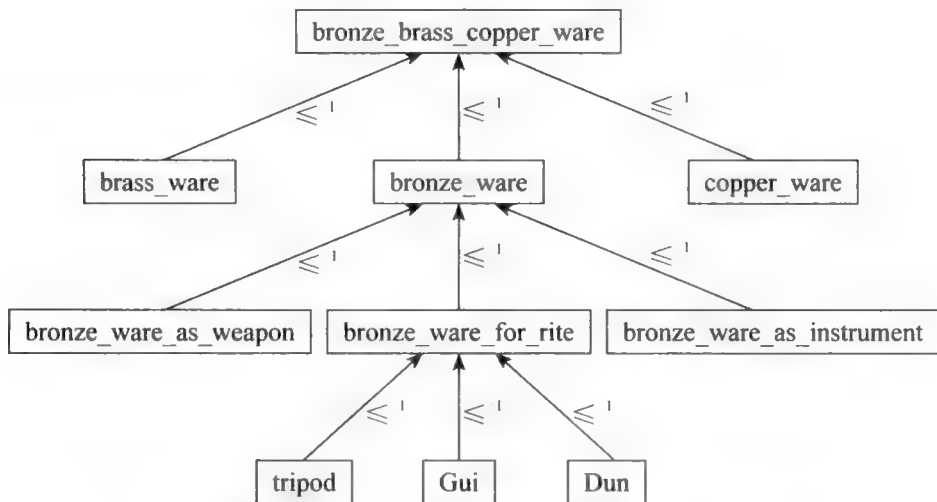 bronze_brass_copper_ware
⩽ 1 ⩽ 1 ⩽ 1
brass_ware bronze_ware copper_ware
⩽ 1 ⩽ 1 ⩽ 1
bronze_ware_as_weapon bronze_ware_for_rite bronze_ware_as_instrument
⩽ 1 ⩽ 1 ⩽ 1
tripod Gui Dun